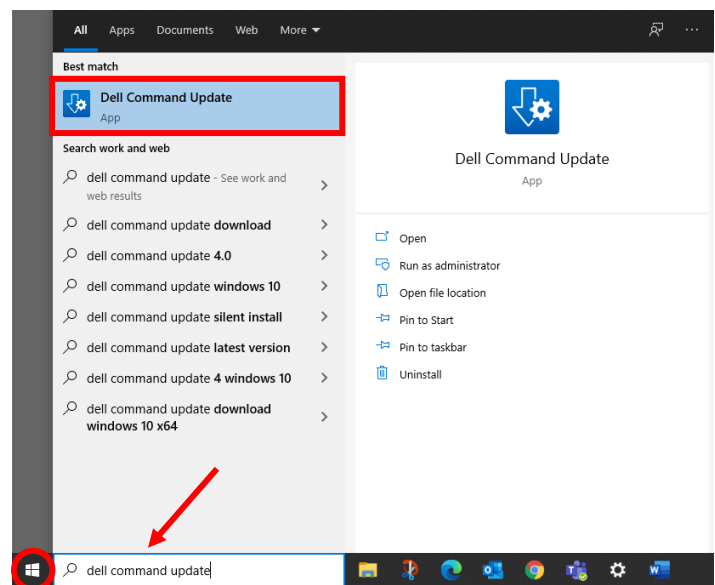 All Apps Documents Web More
Best match
Dell Command Update
App
Search work and web
dell command update - See work and
web results
dell command update download
dell command update 4.0
dell command update windows 10
dell command update silent install
dell command update latest version
dell command update 4 windows 10
dell command update download
windows 10 x64
dell command update
Dell Command Update
App
Open
Run as administrator
Open file location
Pin to Start
Pin to taskbar
Uninstall